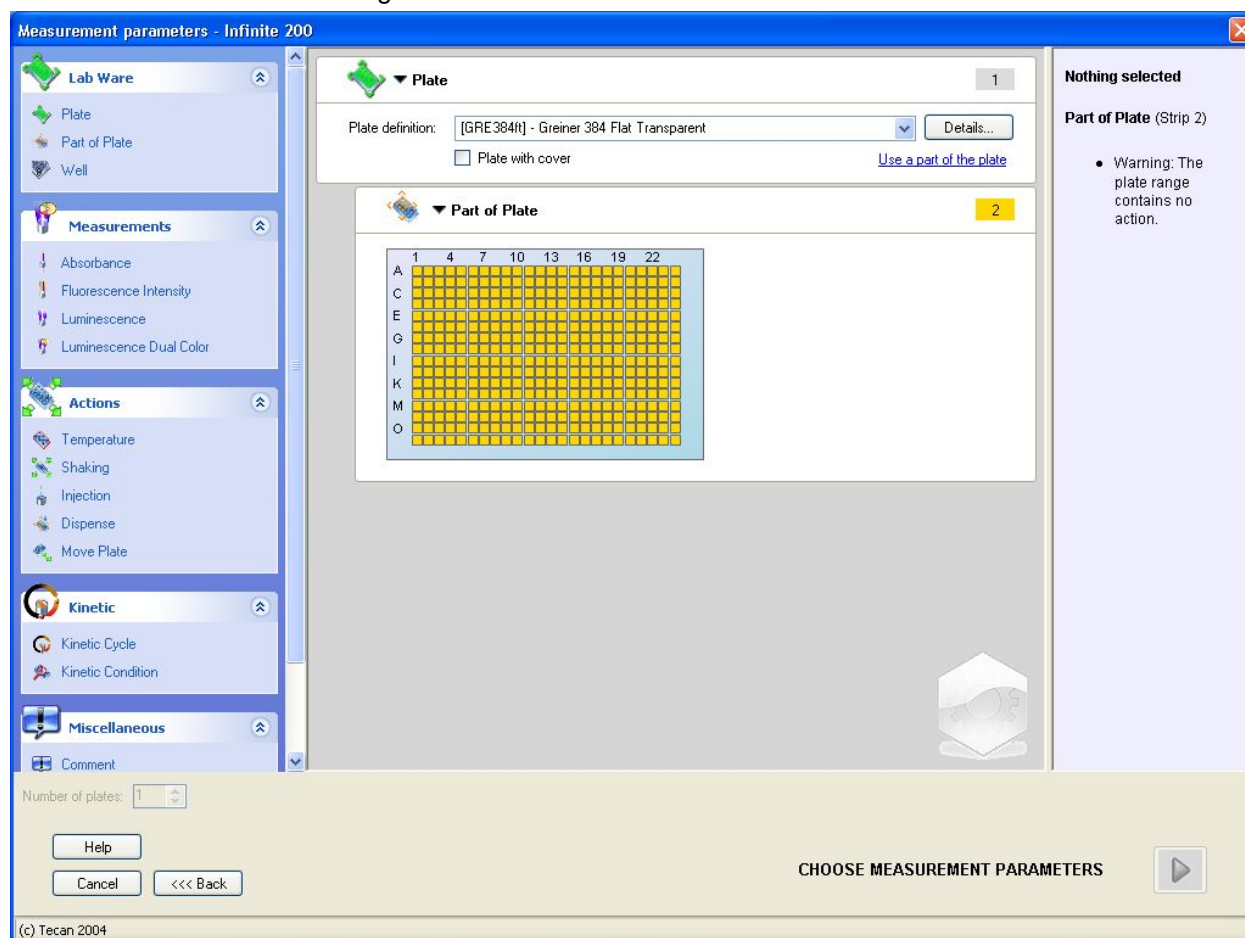 Measurement parameters - Infinite 200
Lab Ware
Plate
Part of Plate
Well
Measurements
Absorbance
Fluorescence Intensity
Luminescence
Luminescence Dual Color
Actions
Temperature
Shaking
Injection
Dispense
Move Plate
Kinetic
Kinetic Cycle
Kinetic Condition
Miscellaneous
Comment
Plate 1
Plate definition: [GRE384ft] - Greiner 384 Flat Transparent Details...
Plate with cover Use a part of the plate
Part of Plate 2
1 4 7 10 13 16 19 22
A
C
E
G
I
K
M
O
Nothing selected
Part of Plate (Strip 2)
• Warning: The
plate range
contains no
action.
Number of plates: 1
Help
Cancel <<< Back
CHOOSE MEASUREMENT PARAMETERS
(c) Tecan 2004